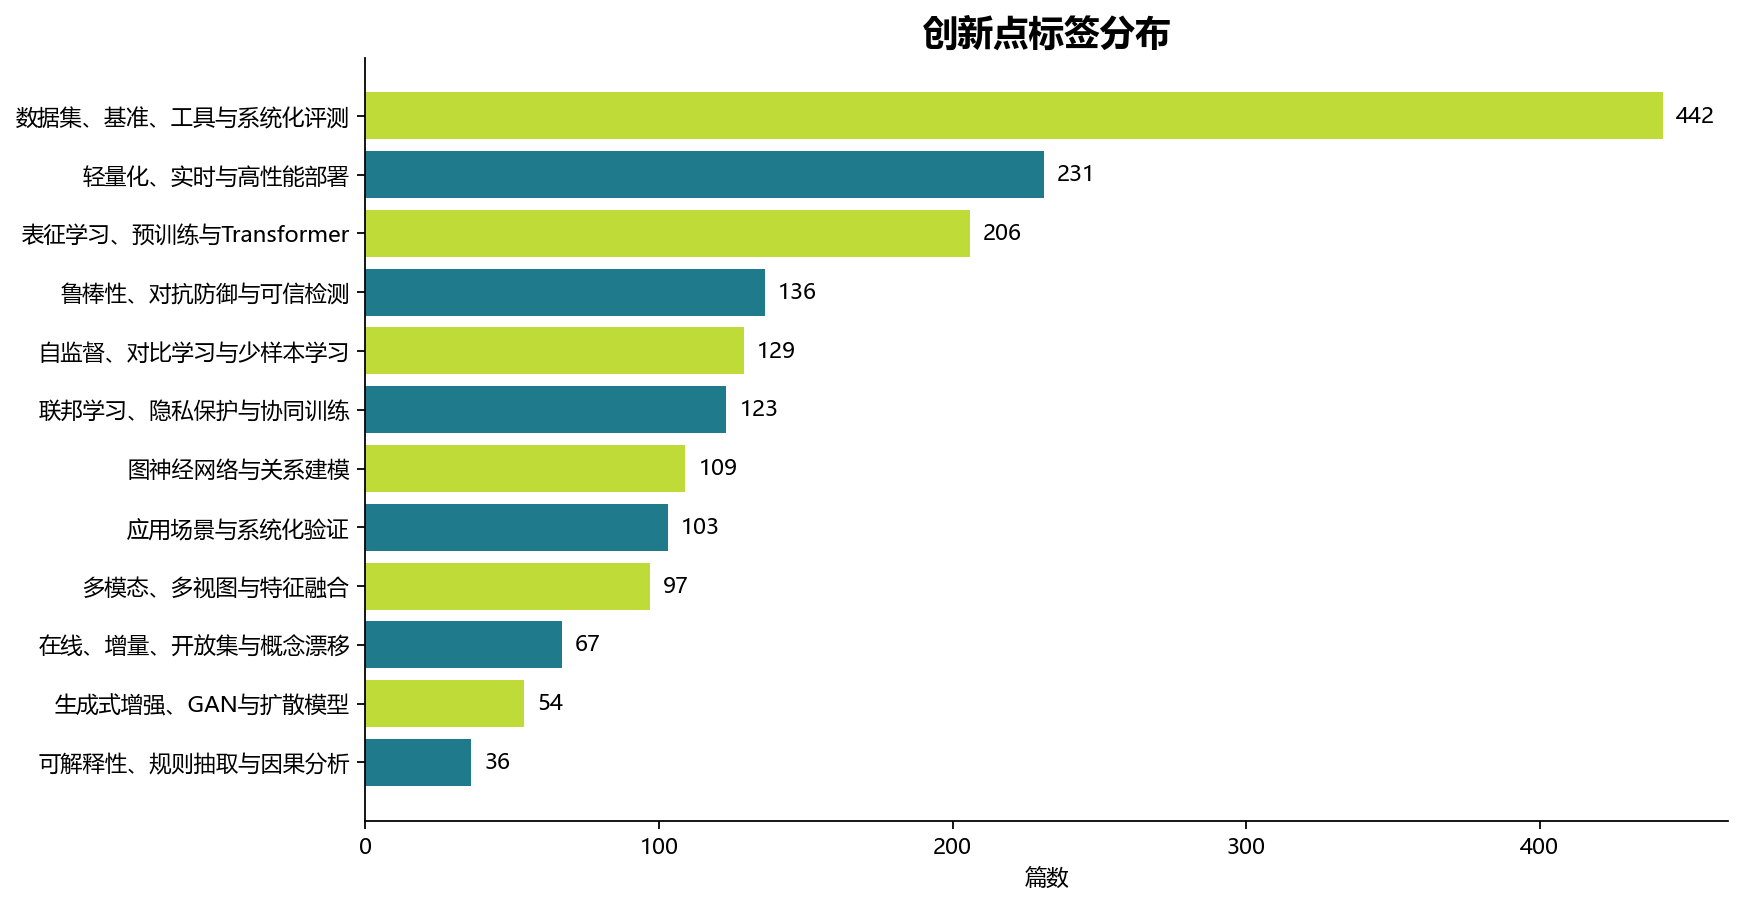 创新点标签分布
数据集、基准、工具与系统化评测 442
轻量化、实时与高性能部署 231
表征学习、预训练与Transformer 206
鲁棒性、对抗防御与可信检测 136
自监督、对比学习与少样本学习 129
联邦学习、隐私保护与协同训练 123
图神经网络与关系建模 109
应用场景与系统化验证 103
多模态、多视图与特征融合 97
在线、增量、开放集与概念漂移 67
生成式增强、GAN与扩散模型 54
可解释性、规则抽取与因果分析 36
0 100 200 300 400
篇数